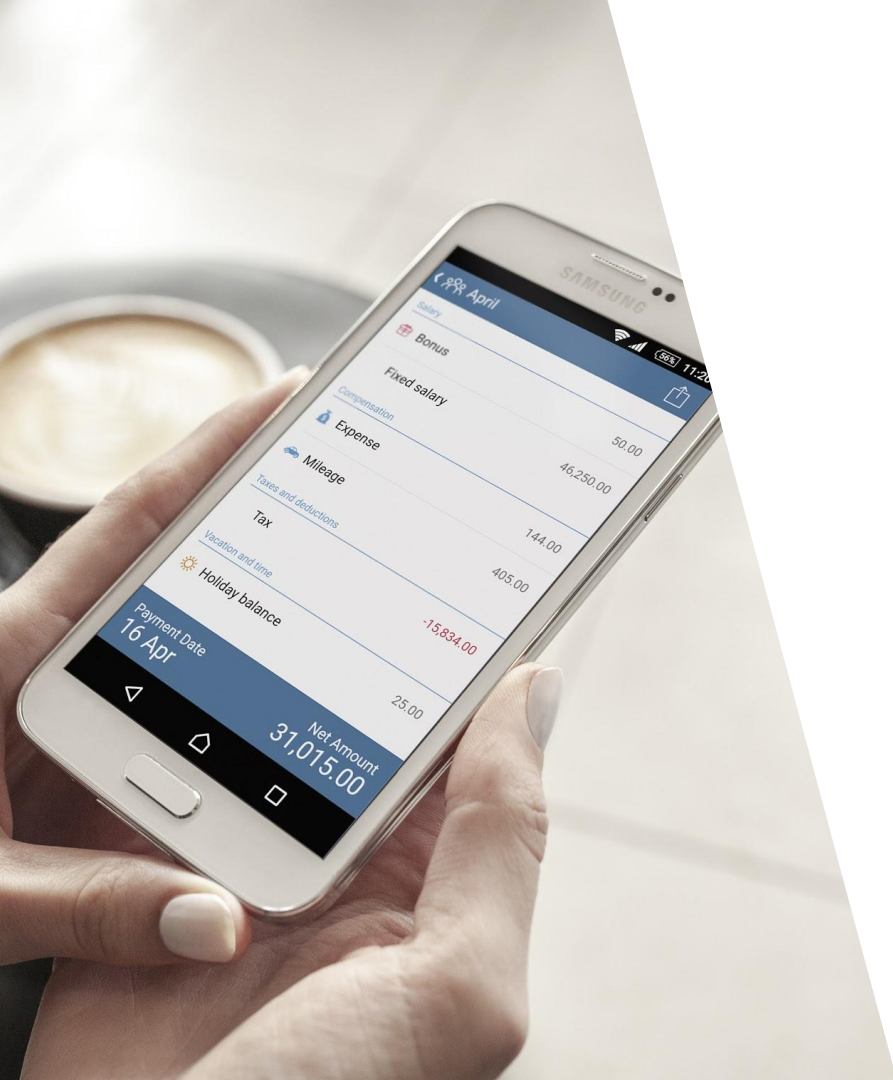 SAMSUNG
56% 11:20
April
Salary
Bonus 50.00
Fixed salary 46,250.00
Compensation
Expense 144.00
Mileage 405.00
Taxes and deductions
Tax -15,834.00
Vacation and time
Holiday balance 25.00
Payment Date
16 Apr
Net Amount
31,015.00